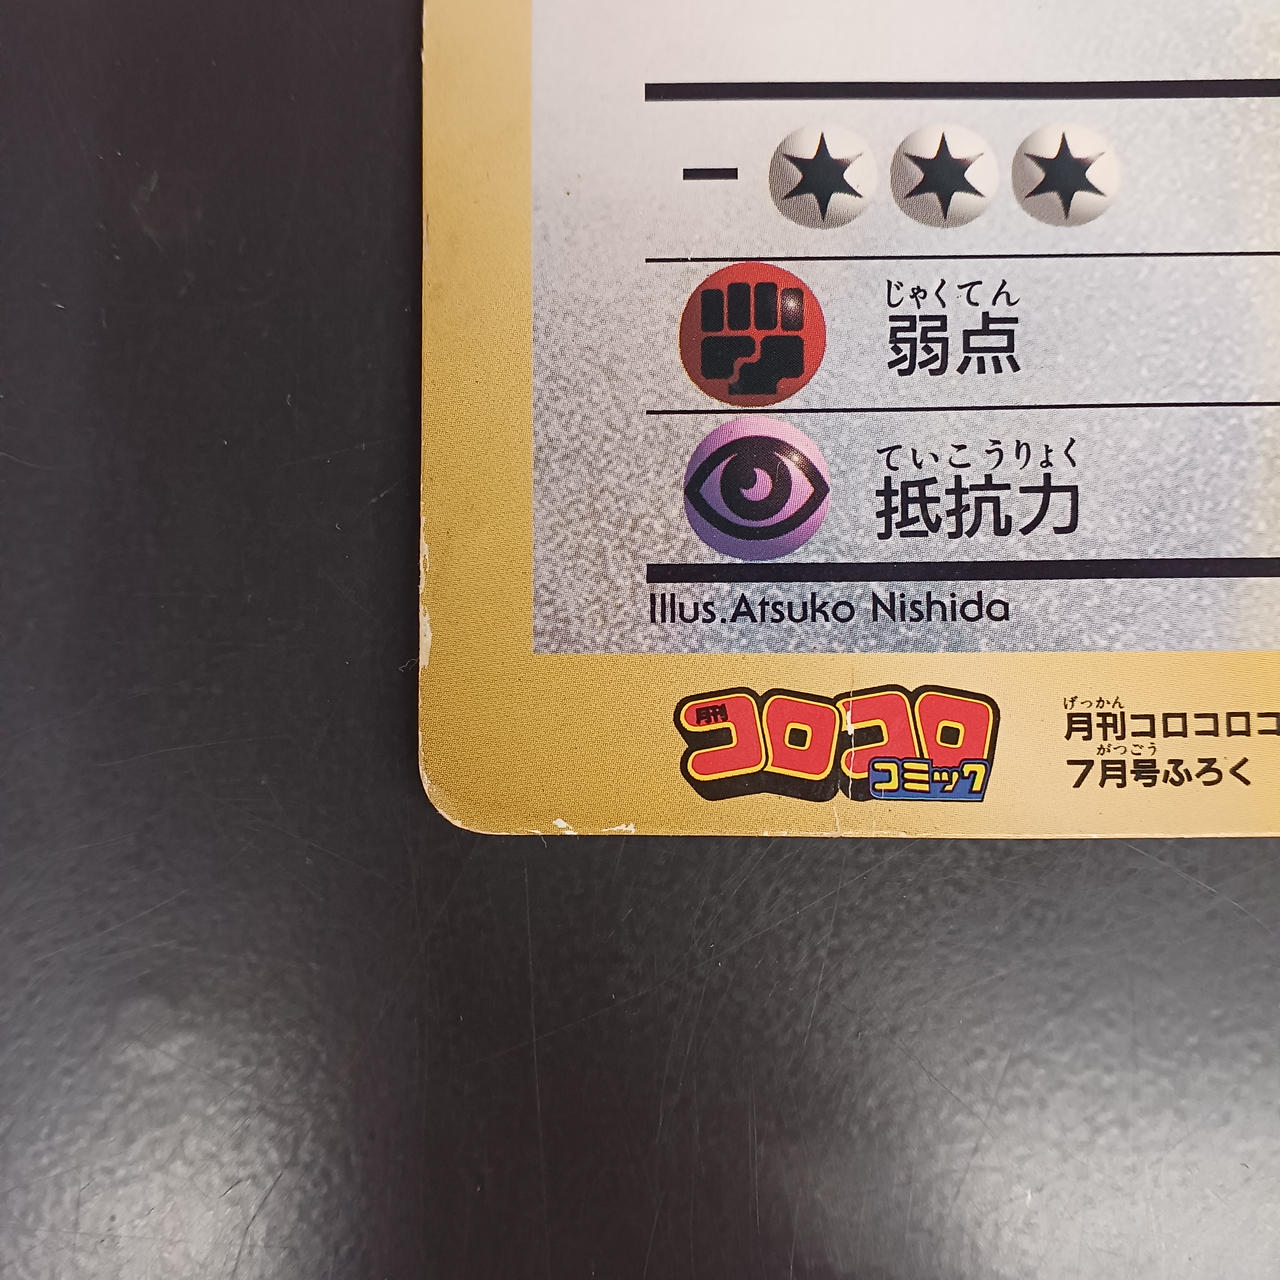 じゃくてん
弱点
ていこうりょく
抵抗力
Illus.Atsuko Nishida
月刊
コロコロ
コミック
げっかん
月刊コロコロコ
がつごう
7月号ふろく